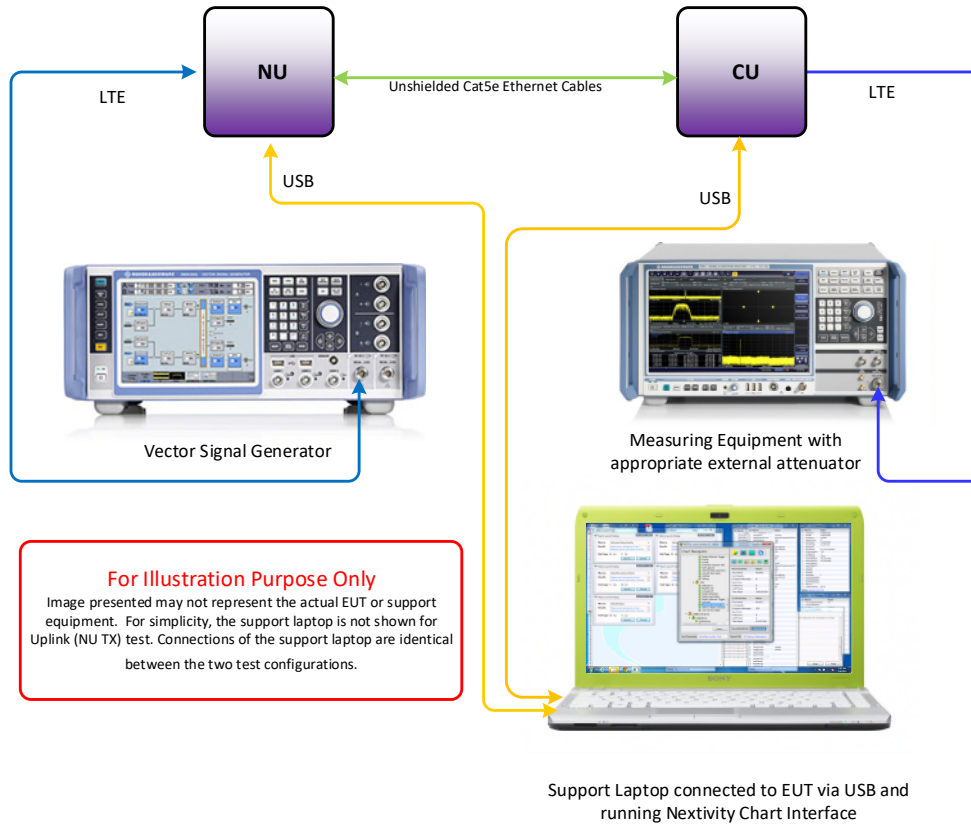 NU
CU
LTE
Unshielded Cat5e Ethernet Cables
LTE
USB
USB
Vector Signal Generator
Measuring Equipment with
appropriate external attenuator
For Illustration Purpose Only
Image presented may not represent the actual EUT or support
equipment. For simplicity, the support laptop is not shown for
Uplink (NU TX) test. Connections of the support laptop are identical
between the two test configurations.
SONY
Support Laptop connected to EUT via USB and
running Nextivity Chart Interface